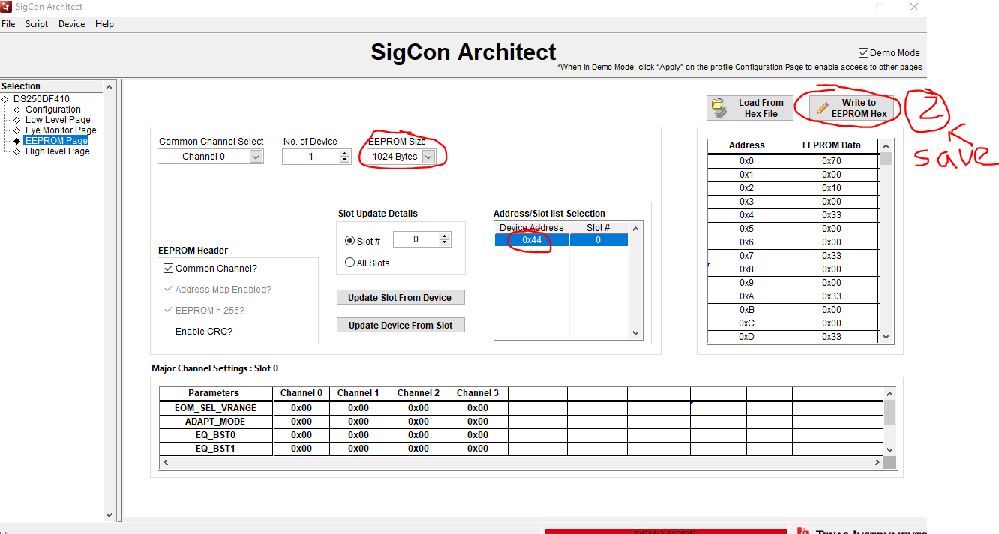 SigCon Architect
File Script Device Help
SigCon Architect
Demo Mode
*When in Demo Mode, click “Apply” on the profile Configuration Page to enable access to other pages
Selection
DS250DF410
Configuration
Low Level Page
Eye Monitor Page
EEPROM Page
High level Page
Load From
Hex File
Write to
EEPROM Hex
2
save
Common Channel Select
Channel 0
No. of Device
1
EEPROM Size
1024 Bytes
EEPROM Header
Common Channel?
Address Map Enabled?
EEPROM > 256?
Enable CRC?
Slot Update Details
Slot # 0
All Slots
Update Slot From Device
Update Device From Slot
Address/Slot list Selection
Device Address Slot #
0x44 0
Address EEPROM Data
0x0 0x70
0x1 0x00
0x2 0x10
0x3 0x00
0x4 0x33
0x5 0x00
0x6 0x00
0x7 0x33
0x8 0x00
0x9 0x00
0xA 0x33
0xB 0x00
0xC 0x00
0xD 0x33
Major Channel Settings : Slot 0
Parameters Channel 0 Channel 1 Channel 2 Channel 3
EOM_SEL_VRANGE 0x00 0x00 0x00 0x00
ADAPT_MODE 0x00 0x00 0x00 0x00
EQ_BST0 0x00 0x00 0x00 0x00
EQ_BST1 0x00 0x00 0x00 0x00
DEMO MODE
TEXAS INSTRUMENTS